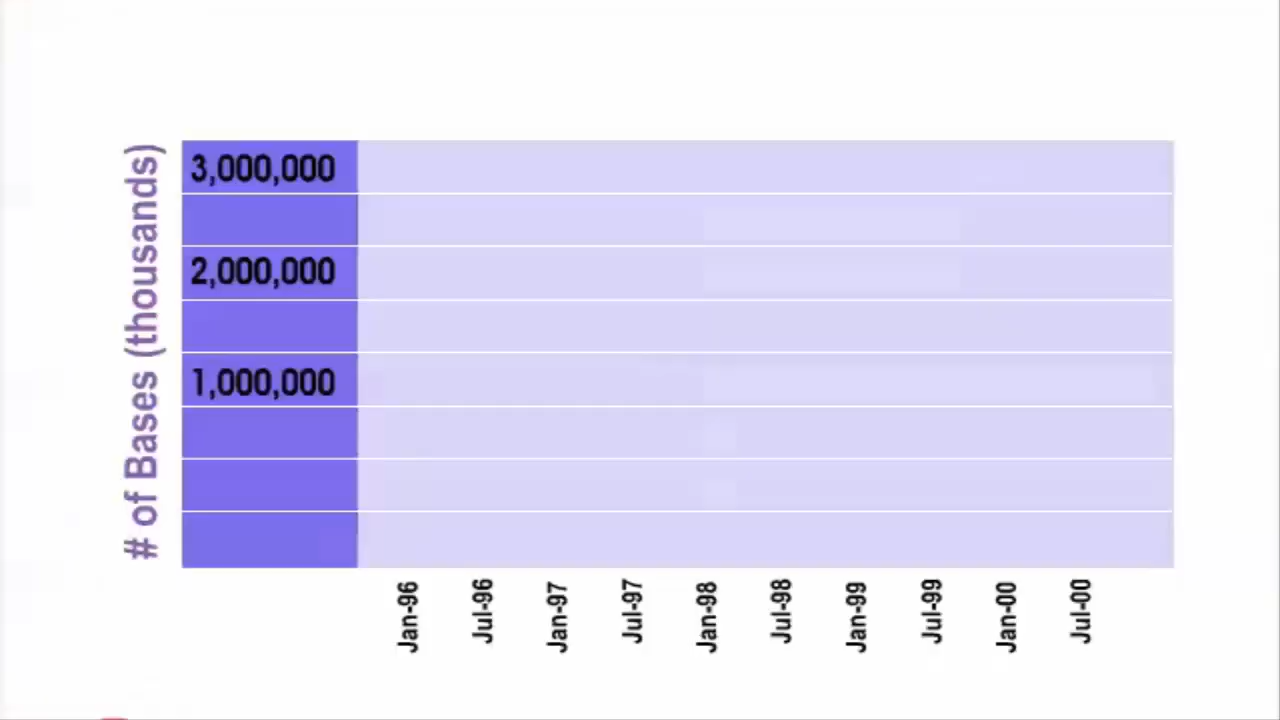 # of Bases (thousands)
3,000,000
2,000,000
1,000,000
Jan-96
Jul-96
Jan-97
Jul-97
Jan-98
Jul-98
Jan-99
Jul-99
Jan-00
Jul-00